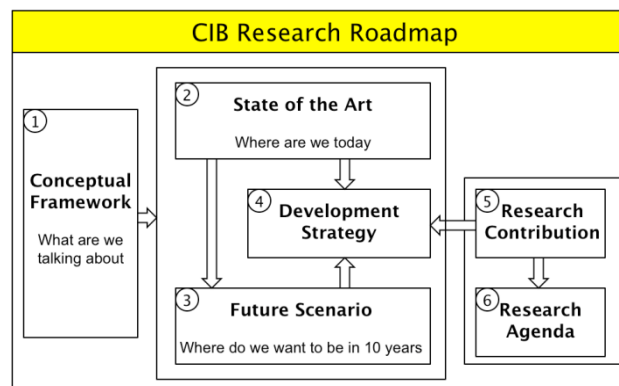 CIB Research Roadmap
1
Conceptual
Framework
What are we
talking about
2
State of the Art
Where are we today
4
Development
Strategy
3
Future Scenario
Where do we want to be in 10 years
5
Research
Contribution
6
Research
Agenda